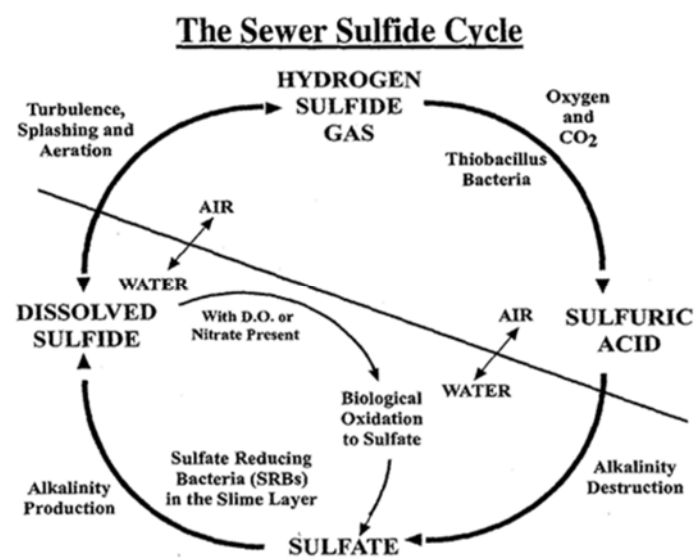 The Sewer Sulfide Cycle
HYDROGEN
SULFIDE
GAS
Turbulence,
Splashing and
Aeration
Oxygen
and
CO2
Thiobacillus
Bacteria
AIR
WATER
DISSOLVED
SULFIDE
With D.O. or
Nitrate Present
AIR
WATER
SULFURIC
ACID
Biological
Oxidation
to Sulfate
Sulfate Reducing
Bacteria (SRBs)
in the Slime Layer
Alkalinity
Production
Alkalinity
Destruction
SULFATE